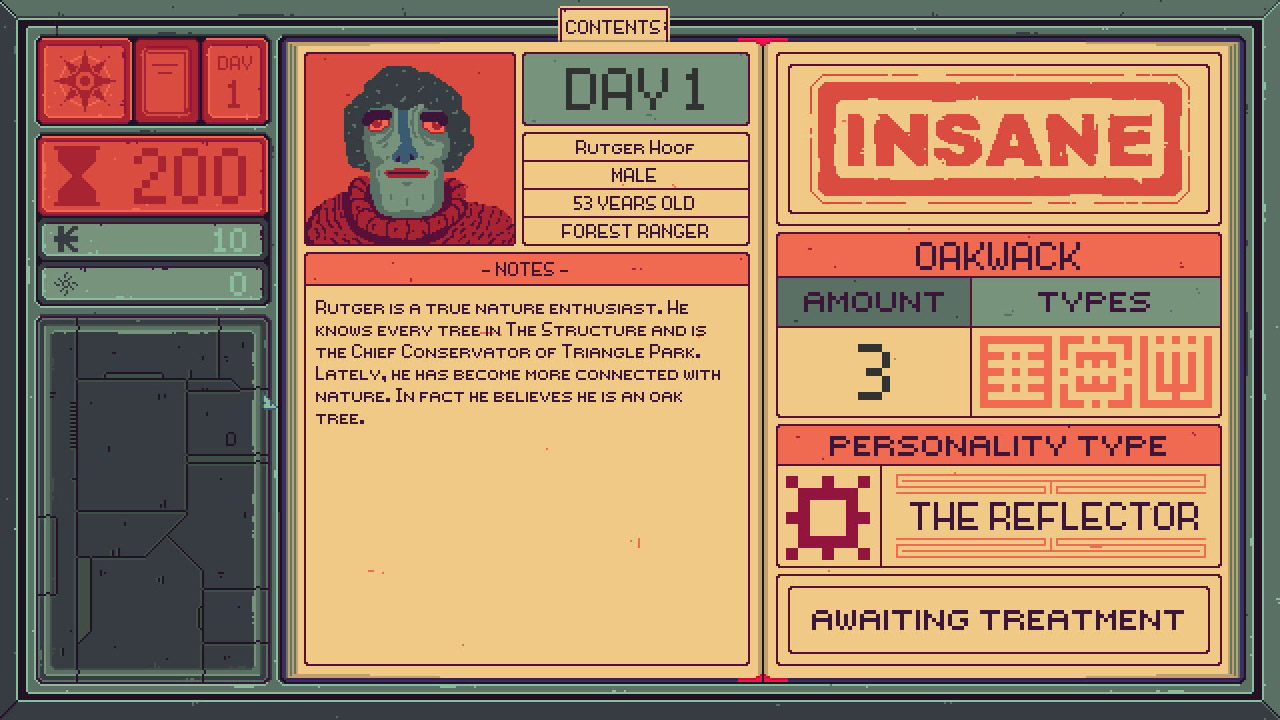 CONTENTS
DAY
1
200
10
0
DAY 1
Rutger Hoof
MALE
53 YEARS OLD
FOREST RANGER
- NOTES -
Rutger is a true nature enthusiast. He
knows every tree in The Structure and is
the Chief Conservator of Triangle Park.
Lately, he has become more connected with
nature. In fact he believes he is an oak
tree.
INSANE
OAKWACK
AMOUNT
TYPES
3
PERSONALITY TYPE
THE REFLECTOR
AWAITING TREATMENT